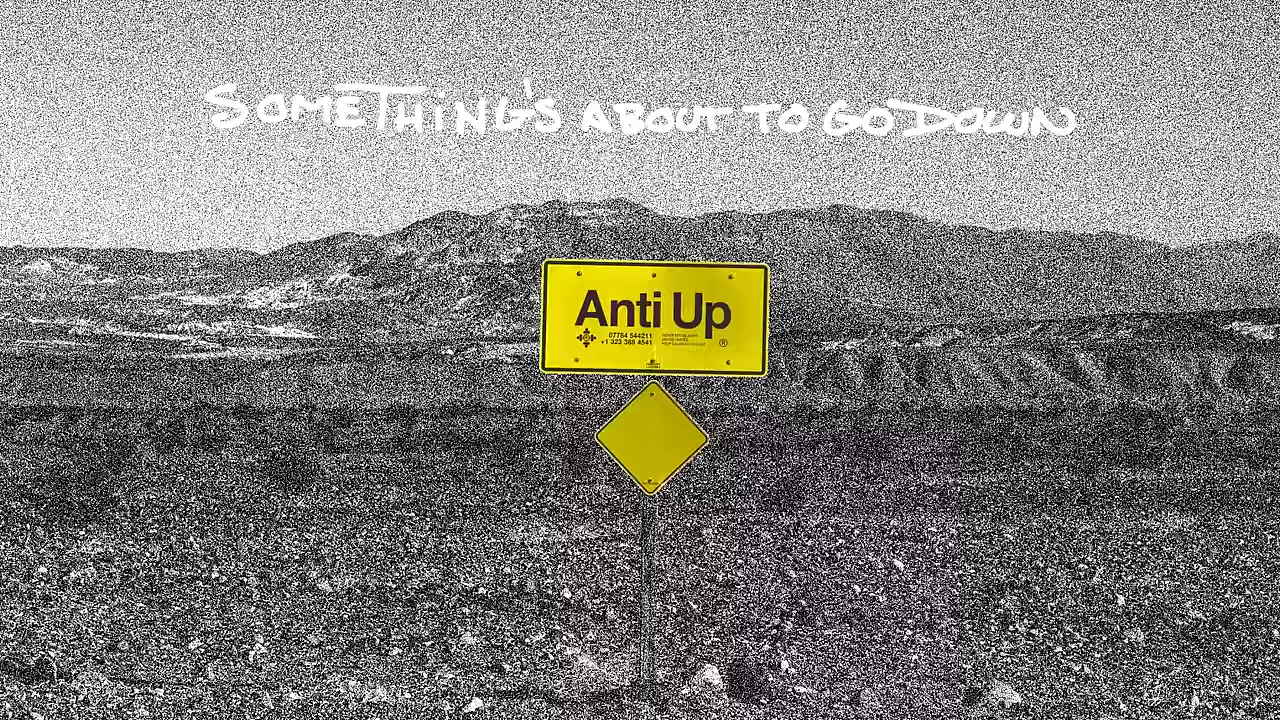 SOMETHING'S ABOUT TO GO DOWN
Anti Up
07784 544211
+1 323 388 4541
®